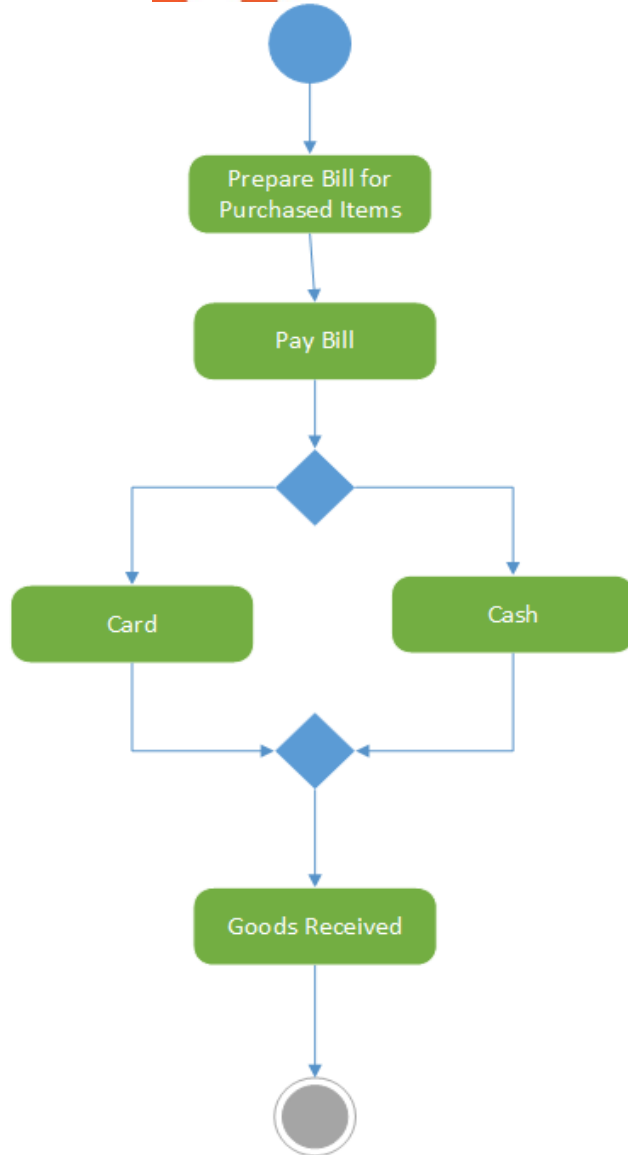 Prepare Bill for
Purchased Items
Pay Bill
Card
Cash
Goods Received